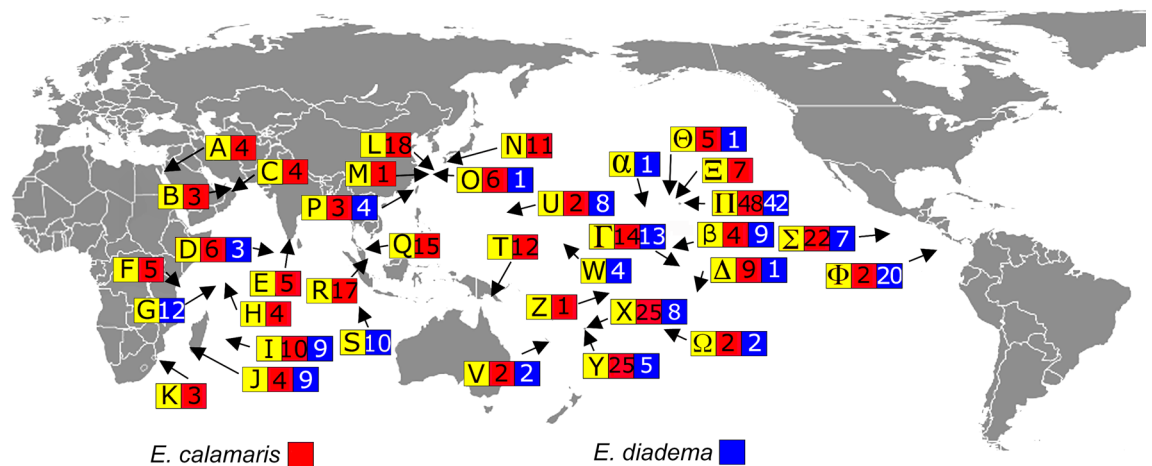 Θ 5 1
A 4
L 18
N 11
α 1
Ξ 7
C 4
M 1
O 6 1
B 3
P 3 4
U 2 8
Π 48 42
D 6 3
Q 15
T 12
Γ 14 13
β 4 9
Σ 22 7
F 5
E 5
R 17
W 4
Δ 9 1
Φ 2 20
G 12
H 4
Z 1
X 25 8
I 10 9
S 10
Ω 2 2
J 4 9
V 2 2
Y 25 5
K 3
E. calamaris
E. diadema